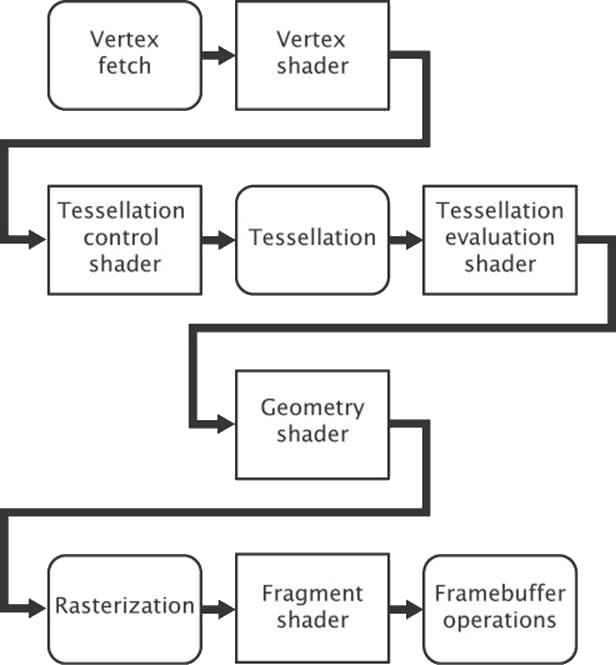 Vertex
fetch
Vertex
shader
Tessellation
control
shader
Tessellation
Tessellation
evaluation
shader
Geometry
shader
Rasterization
Fragment
shader
Framebuffer
operations